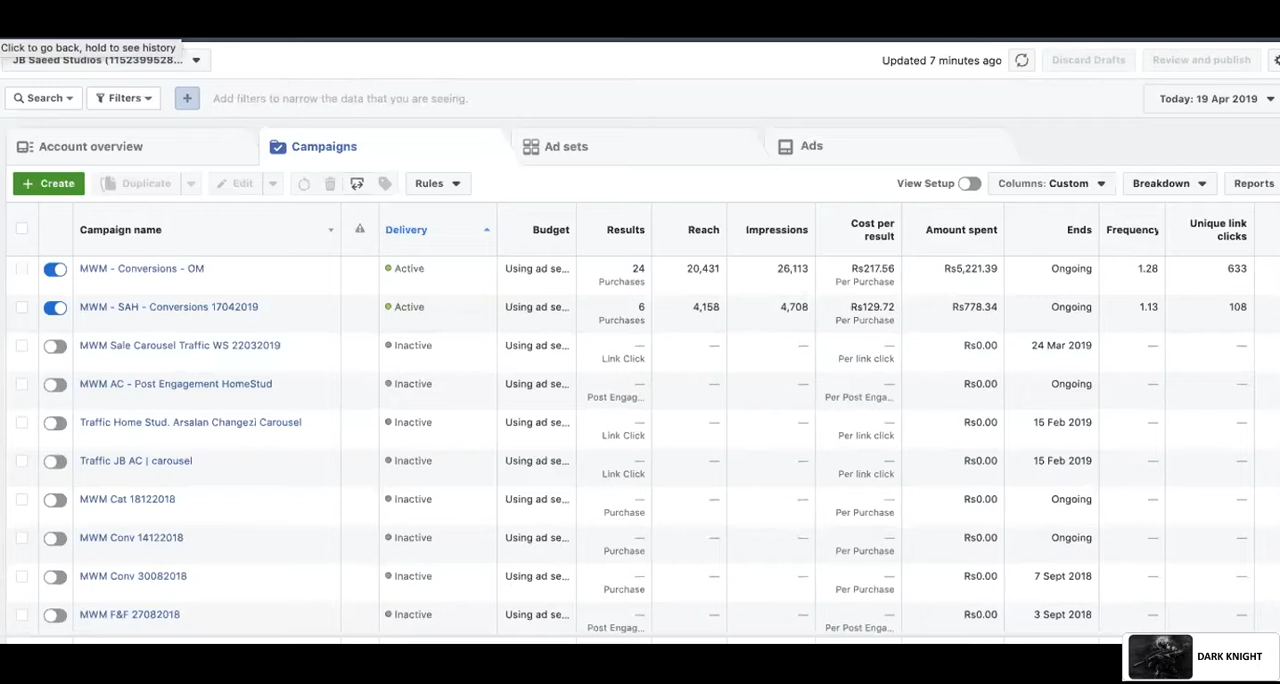 Click to go back, hold to see history
JB Saeed Studios (1152399528...
Updated 7 minutes ago Discard Drafts Review and publish
Search Filters + Add filters to narrow the data that you are seeing. Today: 19 Apr 2019
Account overview Campaigns Ad sets Ads
+ Create Duplicate Edit Rules View Setup Columns: Custom Breakdown Reports
Campaign name Delivery Budget Results Reach Impressions Cost per result Amount spent Ends Frequency Unique link clicks
MWM - Conversions - OM Active Using ad se... 24 20,431 26,113 Rs217.56 Rs5,221.39 Ongoing 1.28 633
Purchases Per Purchase
MWM - SAH - Conversions 17042019 Active Using ad se... 6 4,158 4,708 Rs129.72 Rs778.34 Ongoing 1.13 108
Purchases Per Purchase
MWM Sale Carousel Traffic WS 22032019 Inactive Using ad se... — — — — Rs0.00 24 Mar 2019 — —
Link Click Per link click
MWM AC - Post Engagement HomeStud Inactive Using ad se... — — — — Rs0.00 Ongoing — —
Post Engag... Per Post Enga...
Traffic Home Stud. Arsalan Changezi Carousel Inactive Using ad se... — — — — Rs0.00 15 Feb 2019 — —
Link Click Per link click
Traffic JB AC | carousel Inactive Using ad se... — — — — Rs0.00 15 Feb 2019 — —
Link Click Per link click
MWM Cat 18122018 Inactive Using ad se... — — — — Rs0.00 Ongoing — —
Purchase Per Purchase
MWM Conv 14122018 Inactive Using ad se... — — — — Rs0.00 Ongoing — —
Purchase Per Purchase
MWM Conv 30082018 Inactive Using ad se... — — — — Rs0.00 7 Sept 2018 — —
Purchase Per Purchase
MWM F&F 27082018 Inactive Using ad se... — — — — Rs0.00 3 Sept 2018 — —
Post Engag... Per Post Enga...
DARK KNIGHT